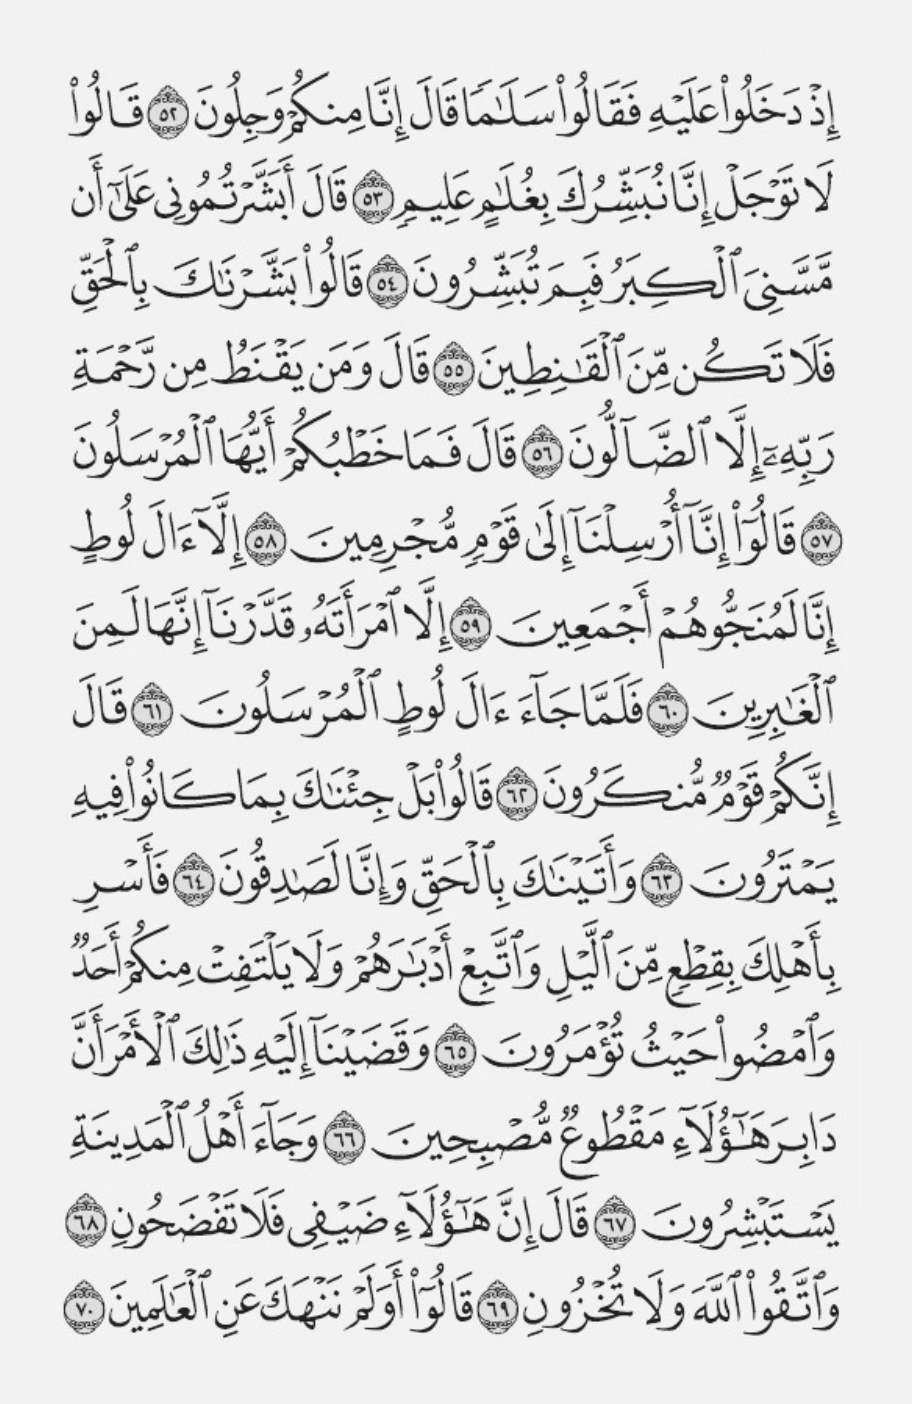 إِذْ دَخَلُوا۟ عَلَيْهِ فَقَالُوا۟ سَلَـٰمًا قَالَ إِنَّا مِنكُمْ وَجِلُونَ ٥٢ قَالُوا۟
لَا تَوْجَلْ إِنَّا نُبَشِّرُكَ بِغُلَـٰمٍ عَلِيمٍ ٥٣ قَالَ أَبَشَّرْتُمُونِى عَلَىٰٓ أَن
مَّسَّنِىَ ٱلْكِبَرُ فَبِمَ تُبَشِّرُونَ ٥٤ قَالُوا۟ بَشَّرْنَـٰكَ بِٱلْحَقِّ
فَلَا تَكُن مِّنَ ٱلْقَـٰنِطِينَ ٥٥ قَالَ وَمَن يَقْنَطُ مِن رَّحْمَةِ
رَبِّهِۦٓ إِلَّا ٱلضَّآلُّونَ ٥٦ قَالَ فَمَا خَطْبُكُمْ أَيُّهَا ٱلْمُرْسَلُونَ
٥٧ قَالُوٓا۟ إِنَّآ أُرْسِلْنَآ إِلَىٰ قَوْمٍ مُّجْرِمِينَ ٥٨ إِلَّآ ءَالَ لُوطٍ
إِنَّا لَمُنَجُّوهُمْ أَجْمَعِينَ ٥٩ إِلَّا ٱمْرَأَتَهُۥ قَدَّرْنَآ إِنَّهَا لَمِنَ
ٱلْغَـٰبِرِينَ ٦٠ فَلَمَّا جَآءَ ءَالَ لُوطٍ ٱلْمُرْسَلُونَ ٦١ قَالَ
إِنَّكُمْ قَوْمٌ مُّنكَرُونَ ٦٢ قَالُوا۟ بَلْ جِئْنَـٰكَ بِمَا كَانُوا۟ فِيهِ
يَمْتَرُونَ ٦٣ وَأَتَيْنَـٰكَ بِٱلْحَقِّ وَإِنَّا لَصَـٰدِقُونَ ٦٤ فَأَسْرِ
بِأَهْلِكَ بِقِطْعٍ مِّنَ ٱلَّيْلِ وَٱتَّبِعْ أَدْبَـٰرَهُمْ وَلَا يَلْتَفِتْ مِنكُمْ أَحَدٌ
وَٱمْضُوا۟ حَيْثُ تُؤْمَرُونَ ٦٥ وَقَضَيْنَآ إِلَيْهِ ذَٰلِكَ ٱلْأَمْرَ أَنَّ
دَابِرَ هَـٰٓؤُلَآءِ مَقْطُوعٌ مُّصْبِحِينَ ٦٦ وَجَآءَ أَهْلُ ٱلْمَدِينَةِ
يَسْتَبْشِرُونَ ٦٧ قَالَ إِنَّ هَـٰٓؤُلَآءِ ضَيْفِى فَلَا تَفْضَحُونِ ٦٨
وَٱتَّقُوا۟ ٱللَّهَ وَلَا تُخْزُونِ ٦٩ قَالُوٓا۟ أَوَلَمْ نَنْهَكَ عَنِ ٱلْعَـٰلَمِينَ ٧٠